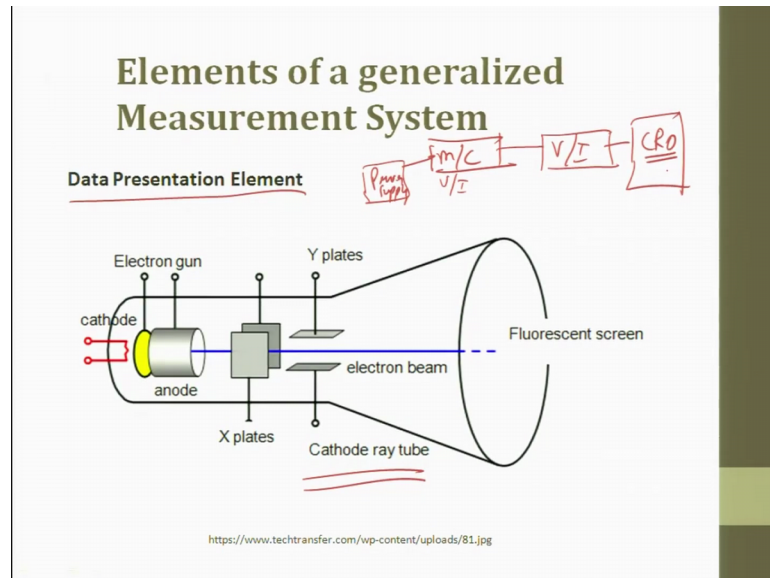 Elements of a generalized
Measurement System
Data Presentation Element
Power
Supply
m/C
V/I
V/I
CRO
Electron gun
Y plates
cathode
Fluorescent screen
electron beam
anode
X plates
Cathode ray tube
https://www.techtransfer.com/wp-content/uploads/81.jpg